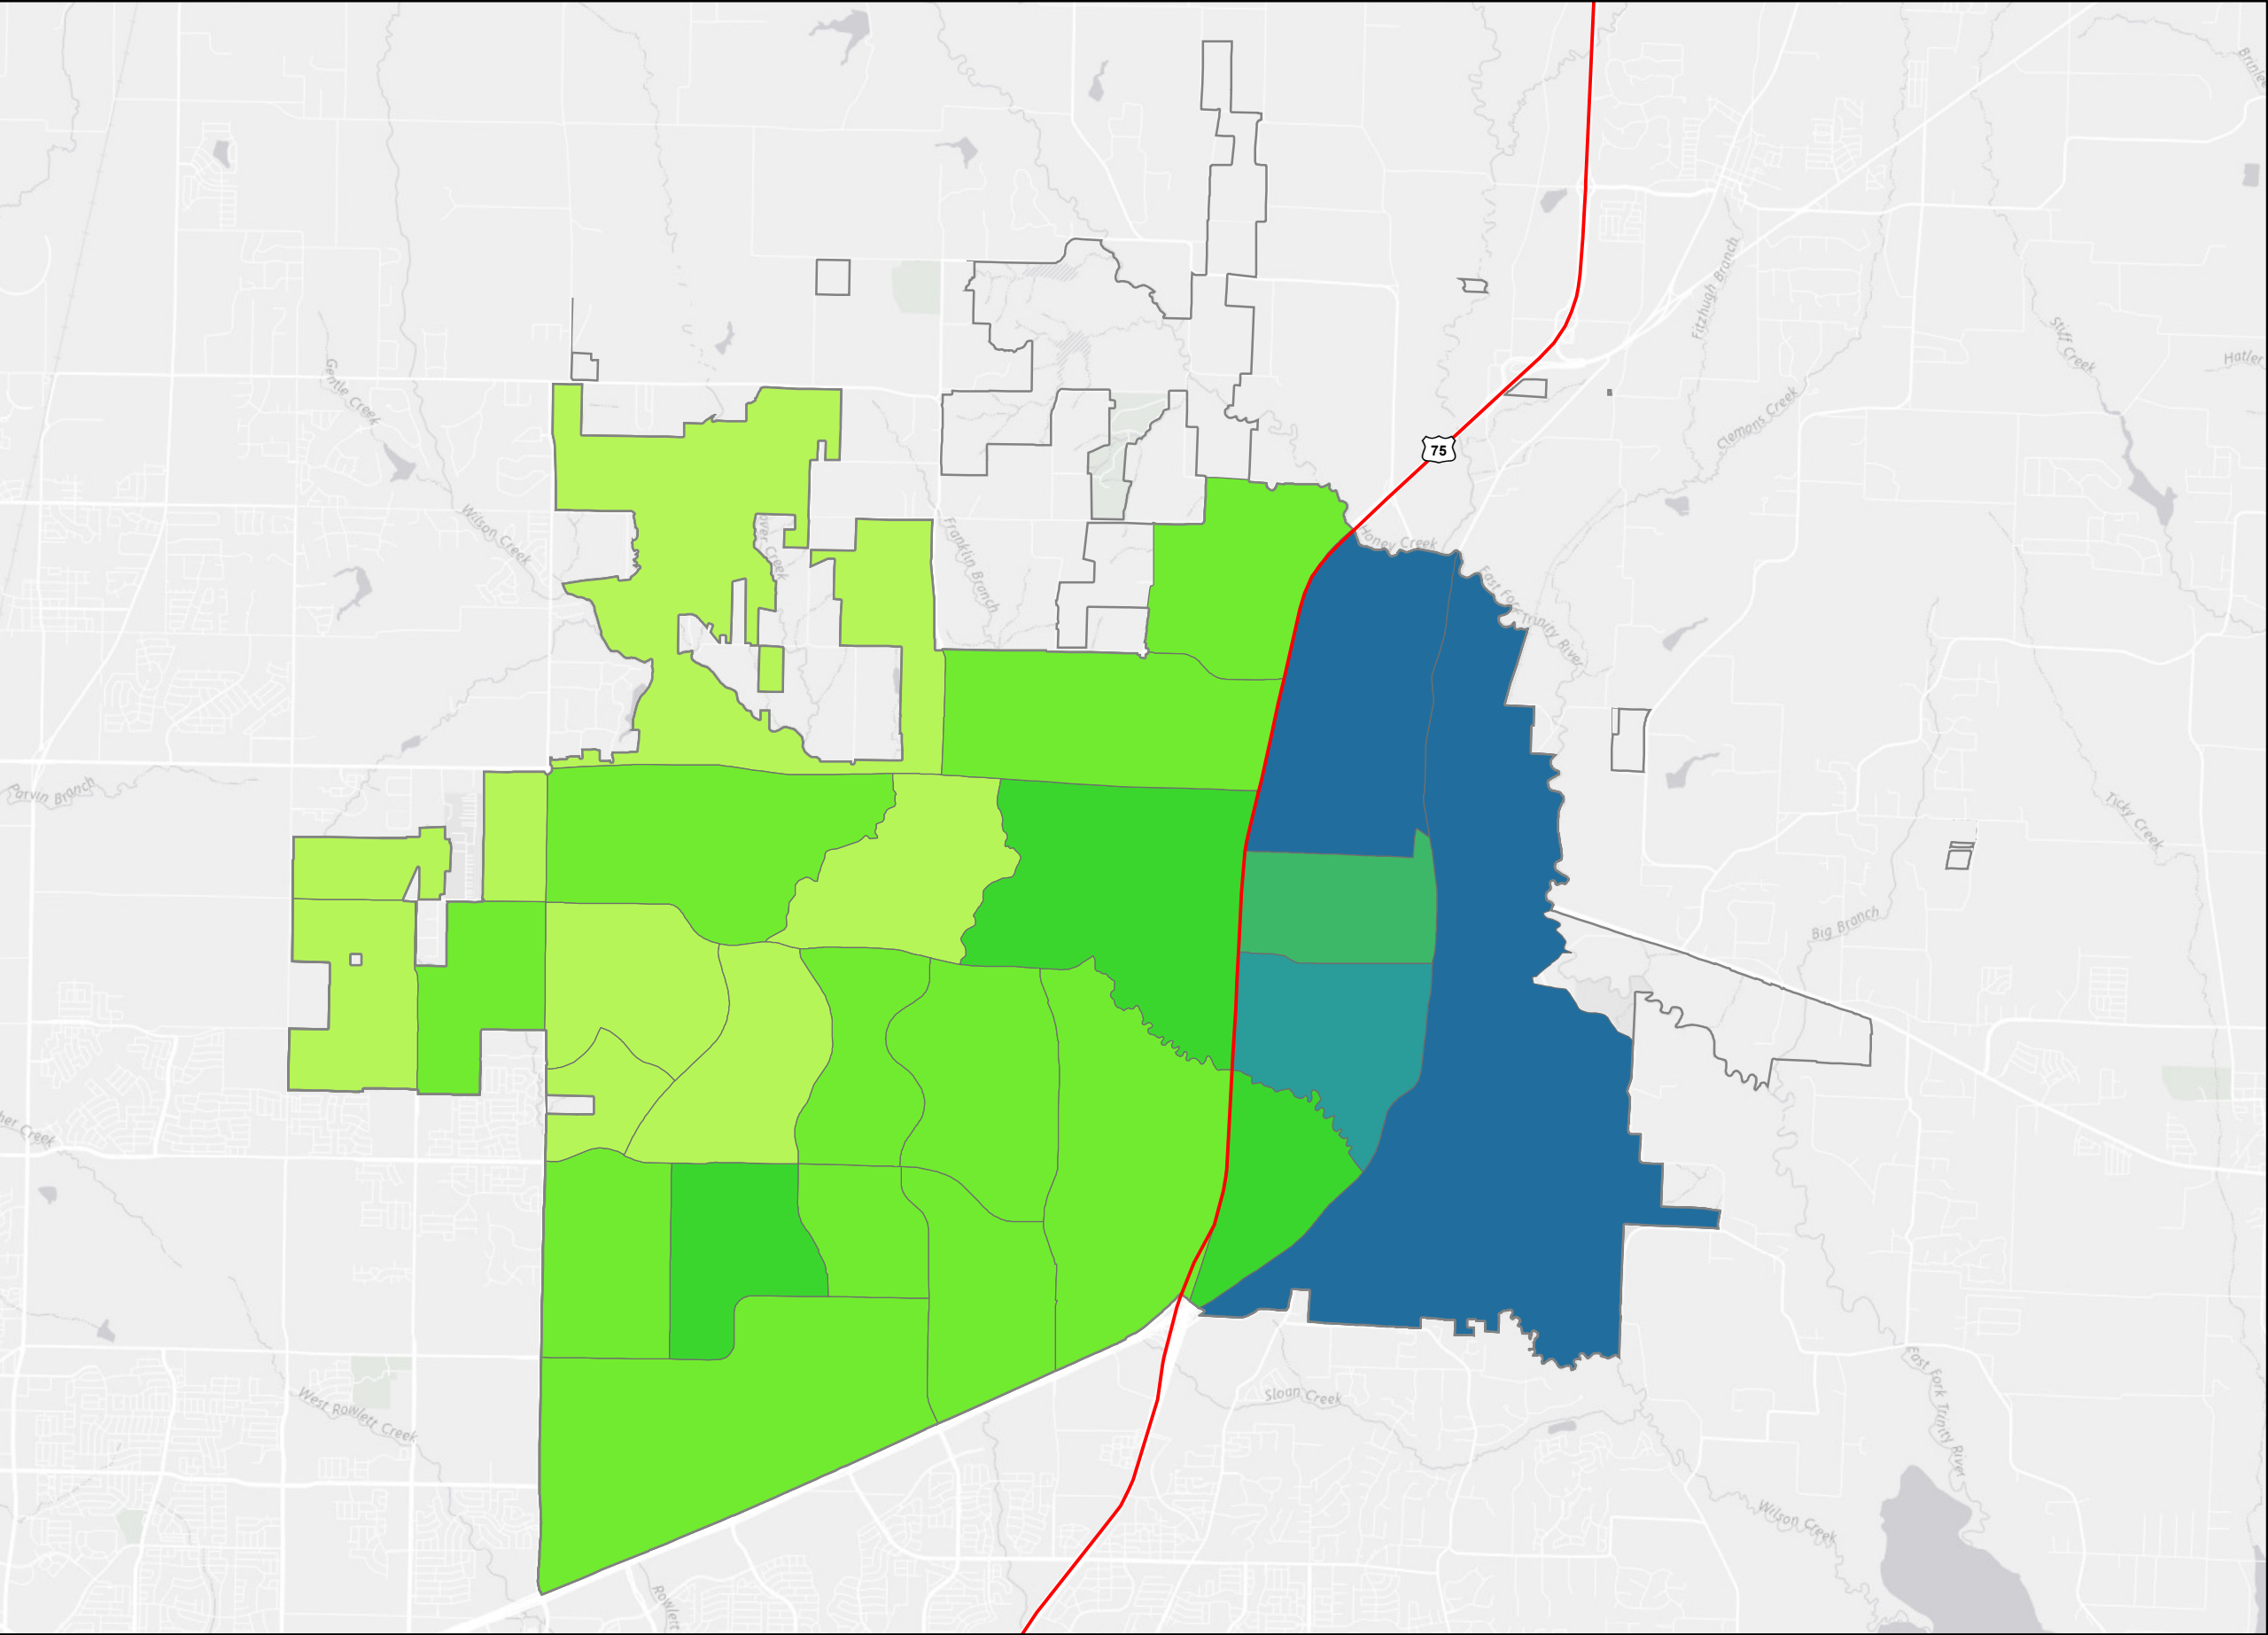 Brinlee
Fitzhugh Branch
Stiff Creek
Hatler
Gentle Creek
75
Clemons Creek
Wilson Creek
Franklin Branch
Honey Creek
East Fork Trinity River
Parvin Branch
Ticky Creek
Big Branch
West Rowlett Creek
Sloan Creek
East Fork Trinity River
Wilson Creek
Rowlett